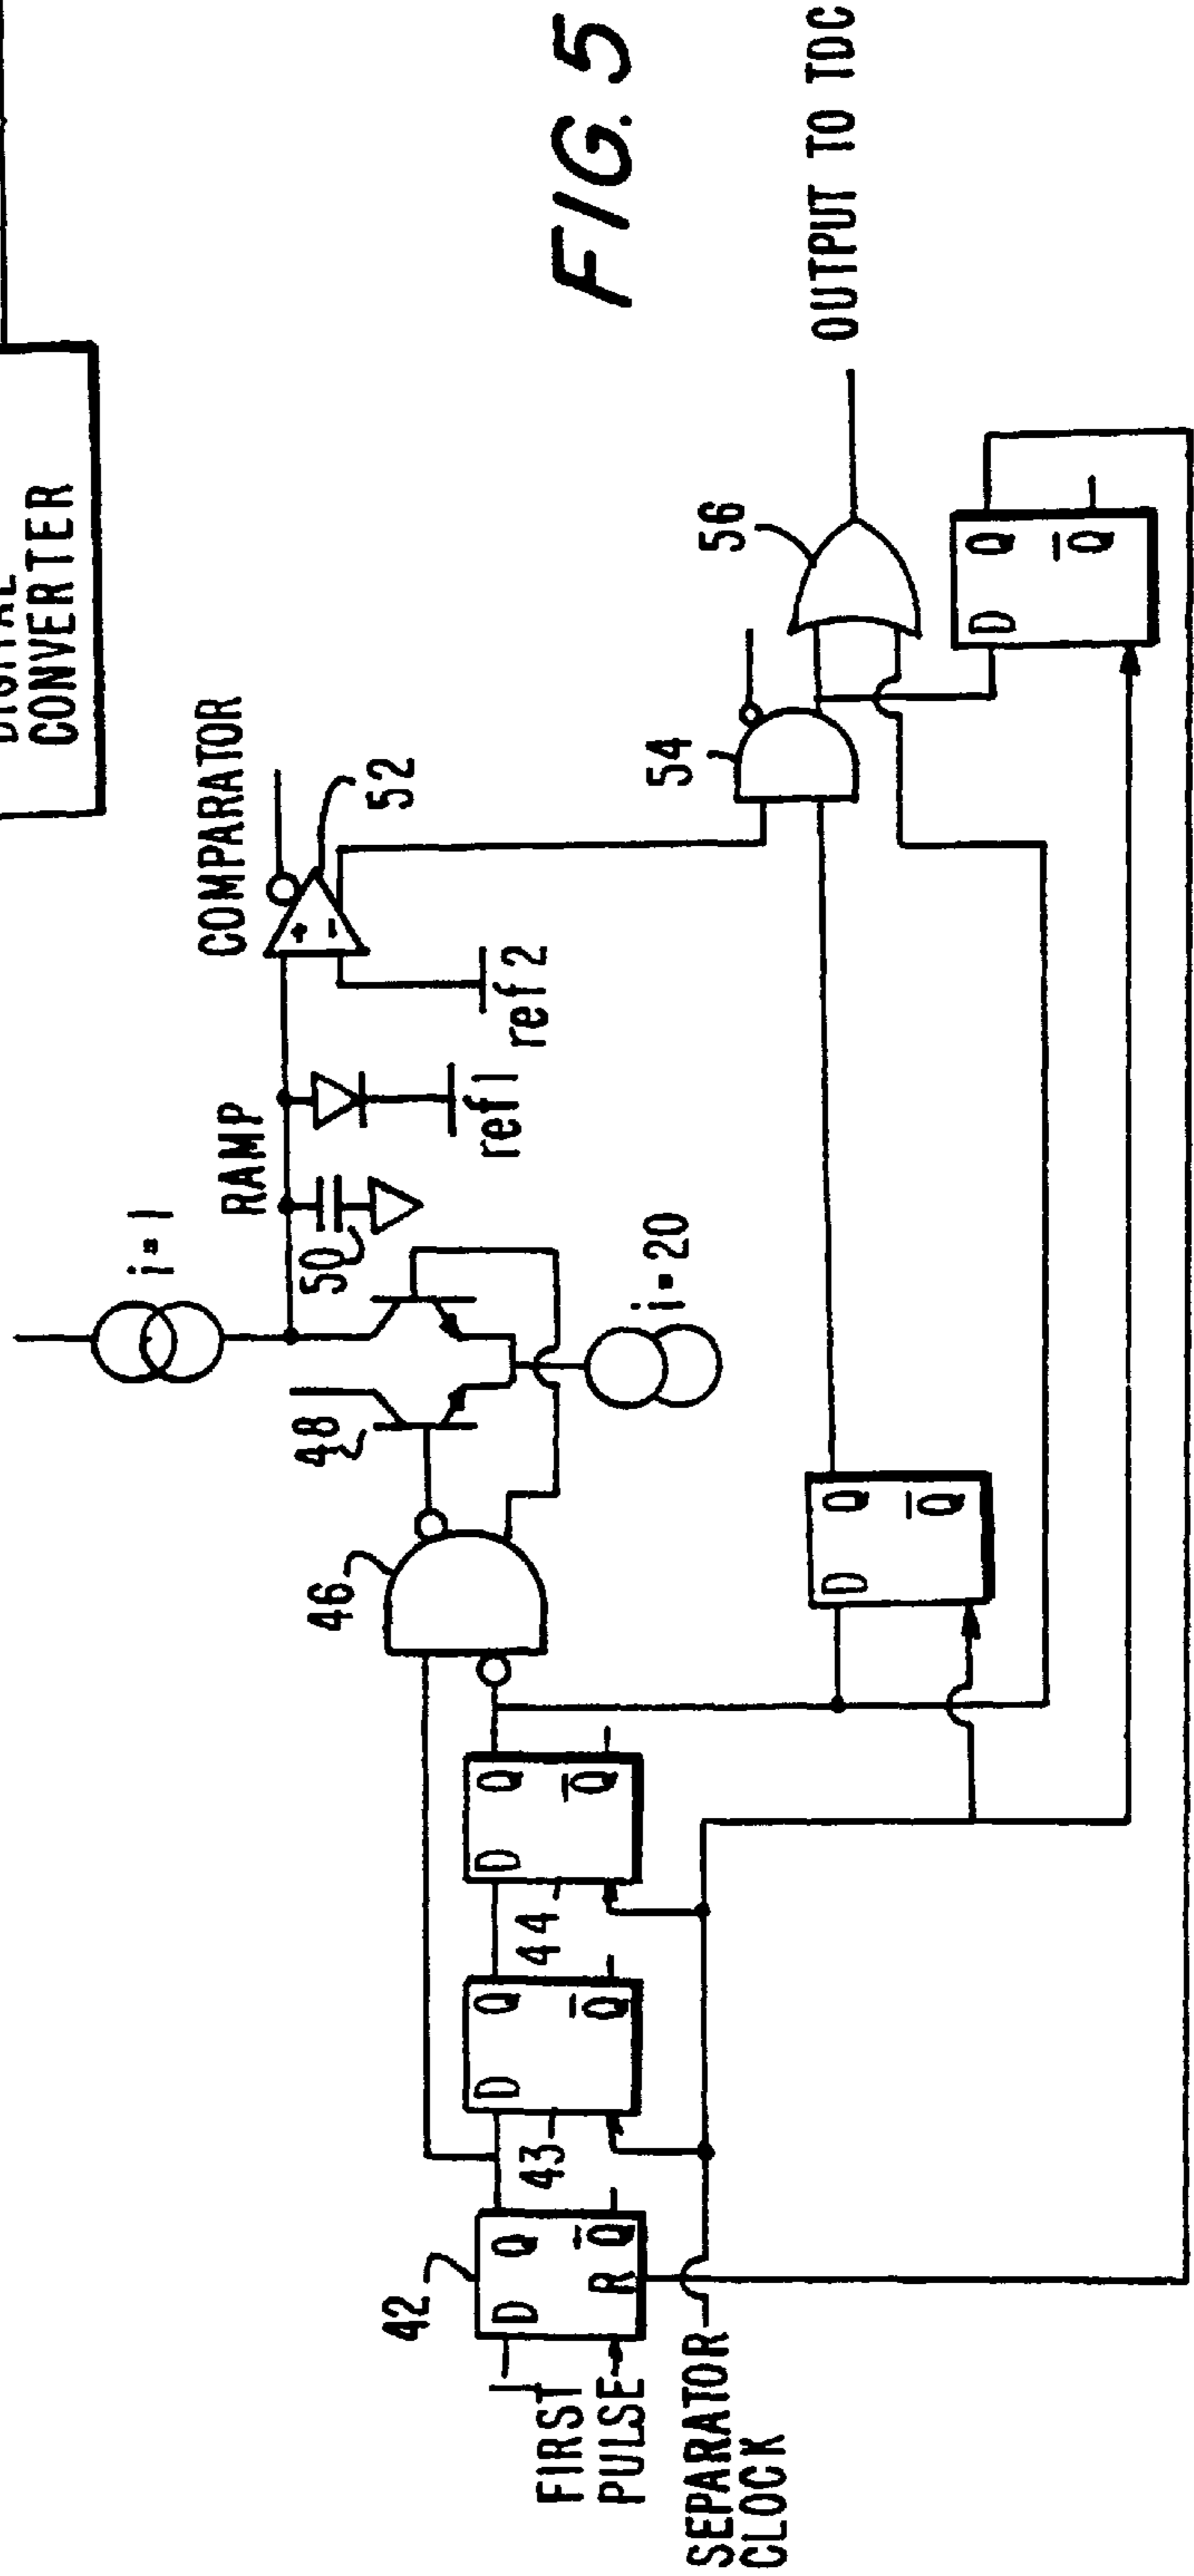 DIGITAL
CONVERTER
FIG. 5
i=1
RAMP
COMPARATOR
50
48
46
52
+
-
ref1
ref2
i=20
54
56
OUTPUT TO TDC
42
43
44
D Q
Q
R
D Q
Q
D Q
Q
D Q
Q
D Q
Q
1
FIRST
PULSE
SEPARATOR
CLOCK